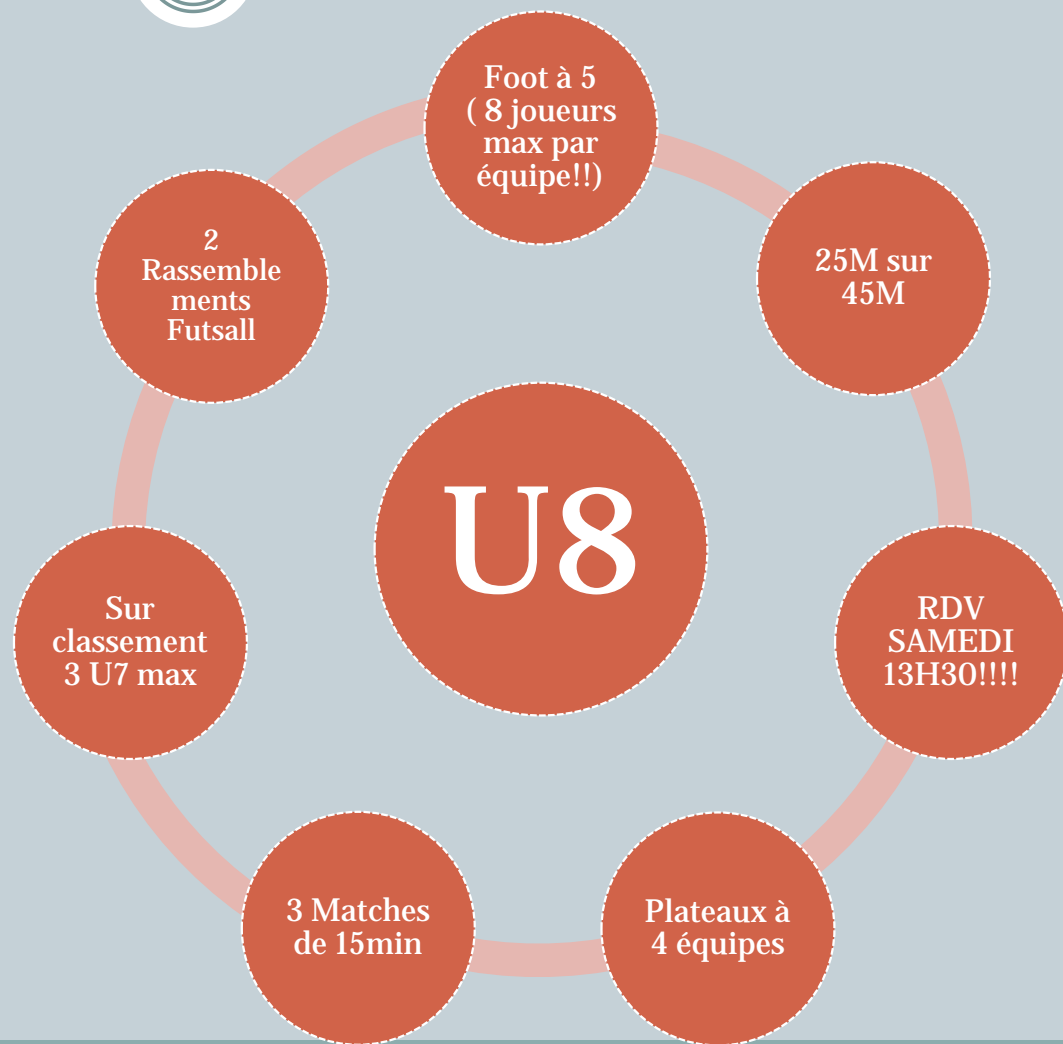 Foot à 5
( 8 joueurs
max par
équipe!!)
25M sur
45M
RDV
SAMEDI
13H30!!!!
Plateaux à
4 équipes
3 Matches
de 15min
Sur
classement
3 U7 max
2
Rassemble
ments
Futsall
U8